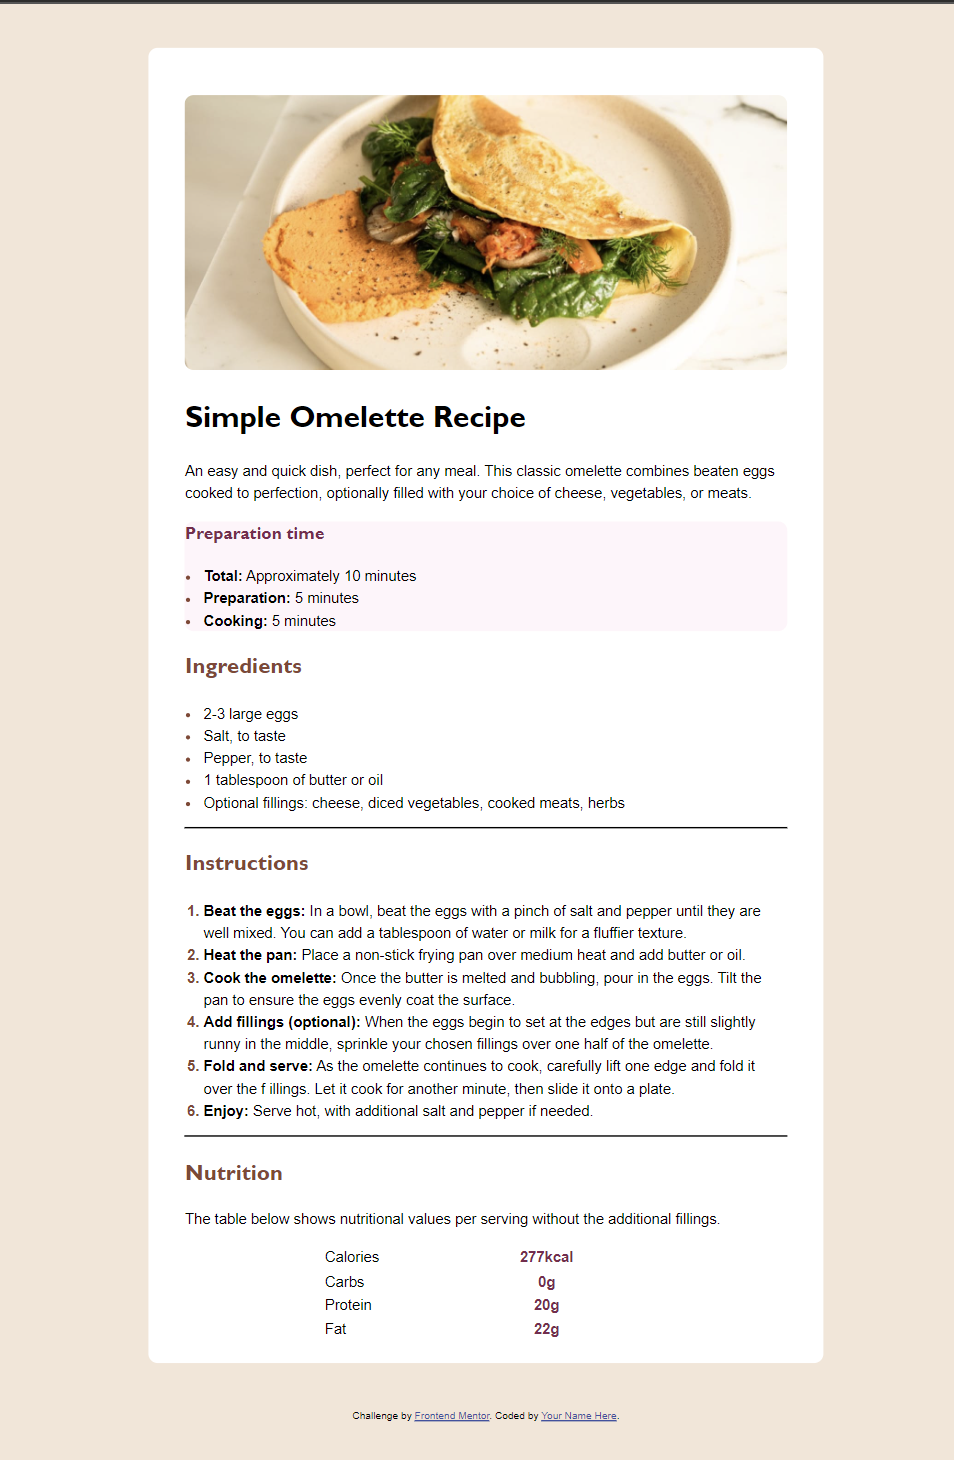 Simple Omelette Recipe
An easy and quick dish, perfect for any meal. This classic omelette combines beaten eggs
cooked to perfection, optionally filled with your choice of cheese, vegetables, or meats.
Preparation time
• Total: Approximately 10 minutes
• Preparation: 5 minutes
• Cooking: 5 minutes
Ingredients
• 2-3 large eggs
• Salt, to taste
• Pepper, to taste
• 1 tablespoon of butter or oil
• Optional fillings: cheese, diced vegetables, cooked meats, herbs
Instructions
1. Beat the eggs: In a bowl, beat the eggs with a pinch of salt and pepper until they are
well mixed. You can add a tablespoon of water or milk for a fluffier texture.
2. Heat the pan: Place a non-stick frying pan over medium heat and add butter or oil.
3. Cook the omelette: Once the butter is melted and bubbling, pour in the eggs. Tilt the
pan to ensure the eggs evenly coat the surface.
4. Add fillings (optional): When the eggs begin to set at the edges but are still slightly
runny in the middle, sprinkle your chosen fillings over one half of the omelette.
5. Fold and serve: As the omelette continues to cook, carefully lift one edge and fold it
over the f illings. Let it cook for another minute, then slide it onto a plate.
6. Enjoy: Serve hot, with additional salt and pepper if needed.
Nutrition
The table below shows nutritional values per serving without the additional fillings.
Calories 277kcal
Carbs 0g
Protein 20g
Fat 22g
Challenge by Frontend Mentor. Coded by Your Name Here.